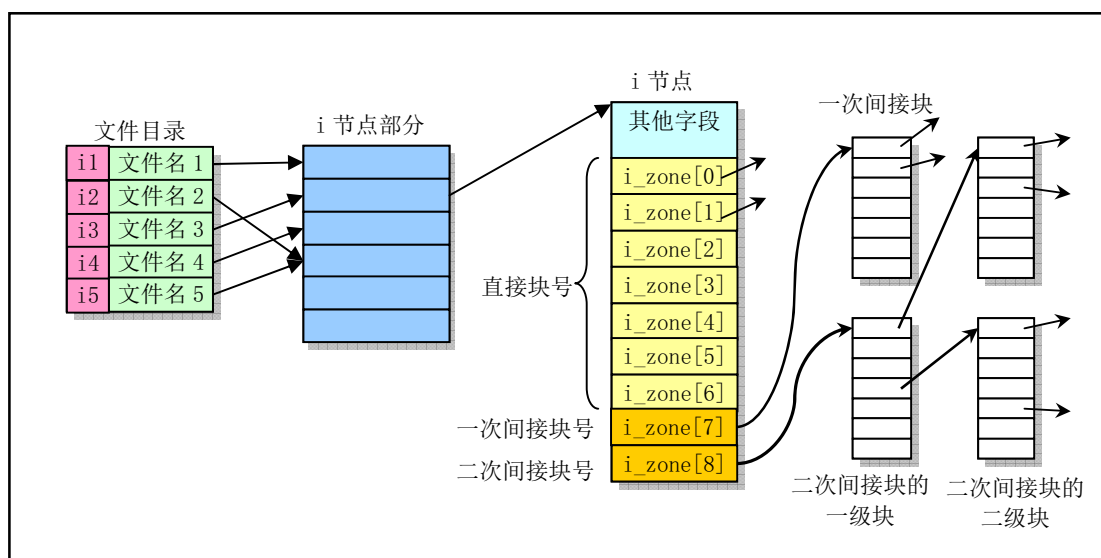 文件目录
i1 文件名 1
i2 文件名 2
i3 文件名 3
i4 文件名 4
i5 文件名 5
i 节点部分
i 节点
其他字段
i_zone[0]
i_zone[1]
i_zone[2]
i_zone[3]
i_zone[4]
i_zone[5]
i_zone[6]
i_zone[7]
i_zone[8]
直接块号
一次间接块号
二次间接块号
一次间接块
二次间接块的
一级块
二次间接块的
二级块